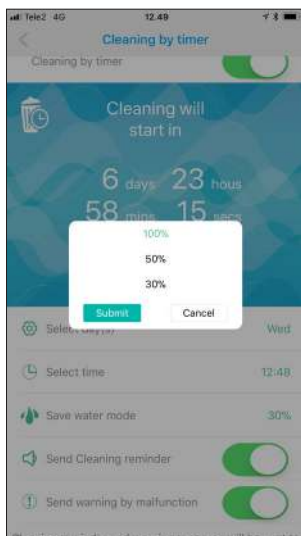 Tele2 4G 12.49
Cleaning by timer
Cleaning by timer
Cleaning will
start in
6 days 23 hous
58 mins 15 secs
100%
50%
30%
Submit Cancel
Select day(s) Wed
Select time 12:48
Save water mode 30%
Send Cleaning reminder
Send warning by malfunction